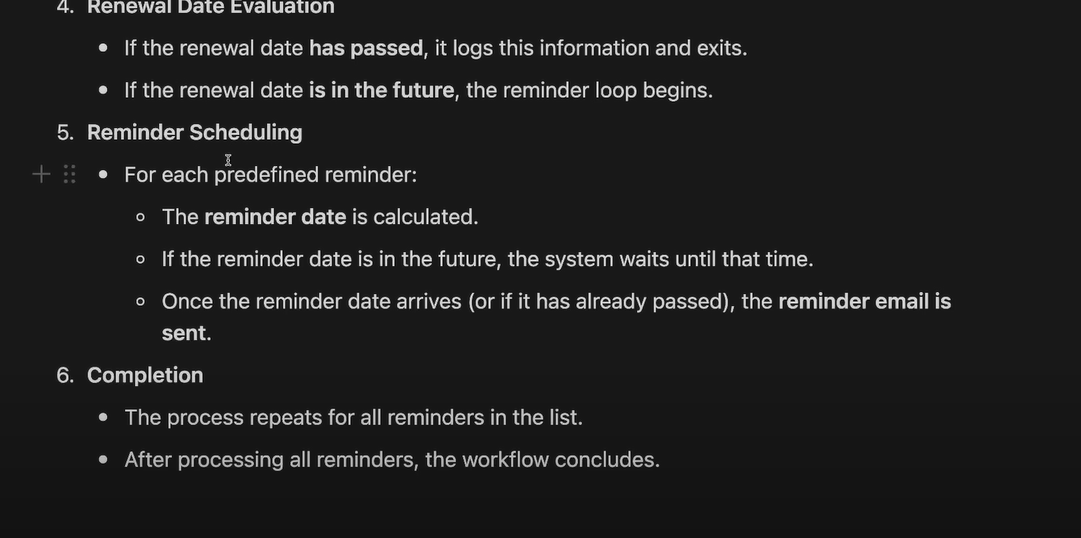 4. Renewal Date Evaluation
• If the renewal date has passed, it logs this information and exits.
• If the renewal date is in the future, the reminder loop begins.
5. Reminder Scheduling
• For each predefined reminder:
◦ The reminder date is calculated.
◦ If the reminder date is in the future, the system waits until that time.
◦ Once the reminder date arrives (or if it has already passed), the reminder email is
sent.
6. Completion
• The process repeats for all reminders in the list.
• After processing all reminders, the workflow concludes.